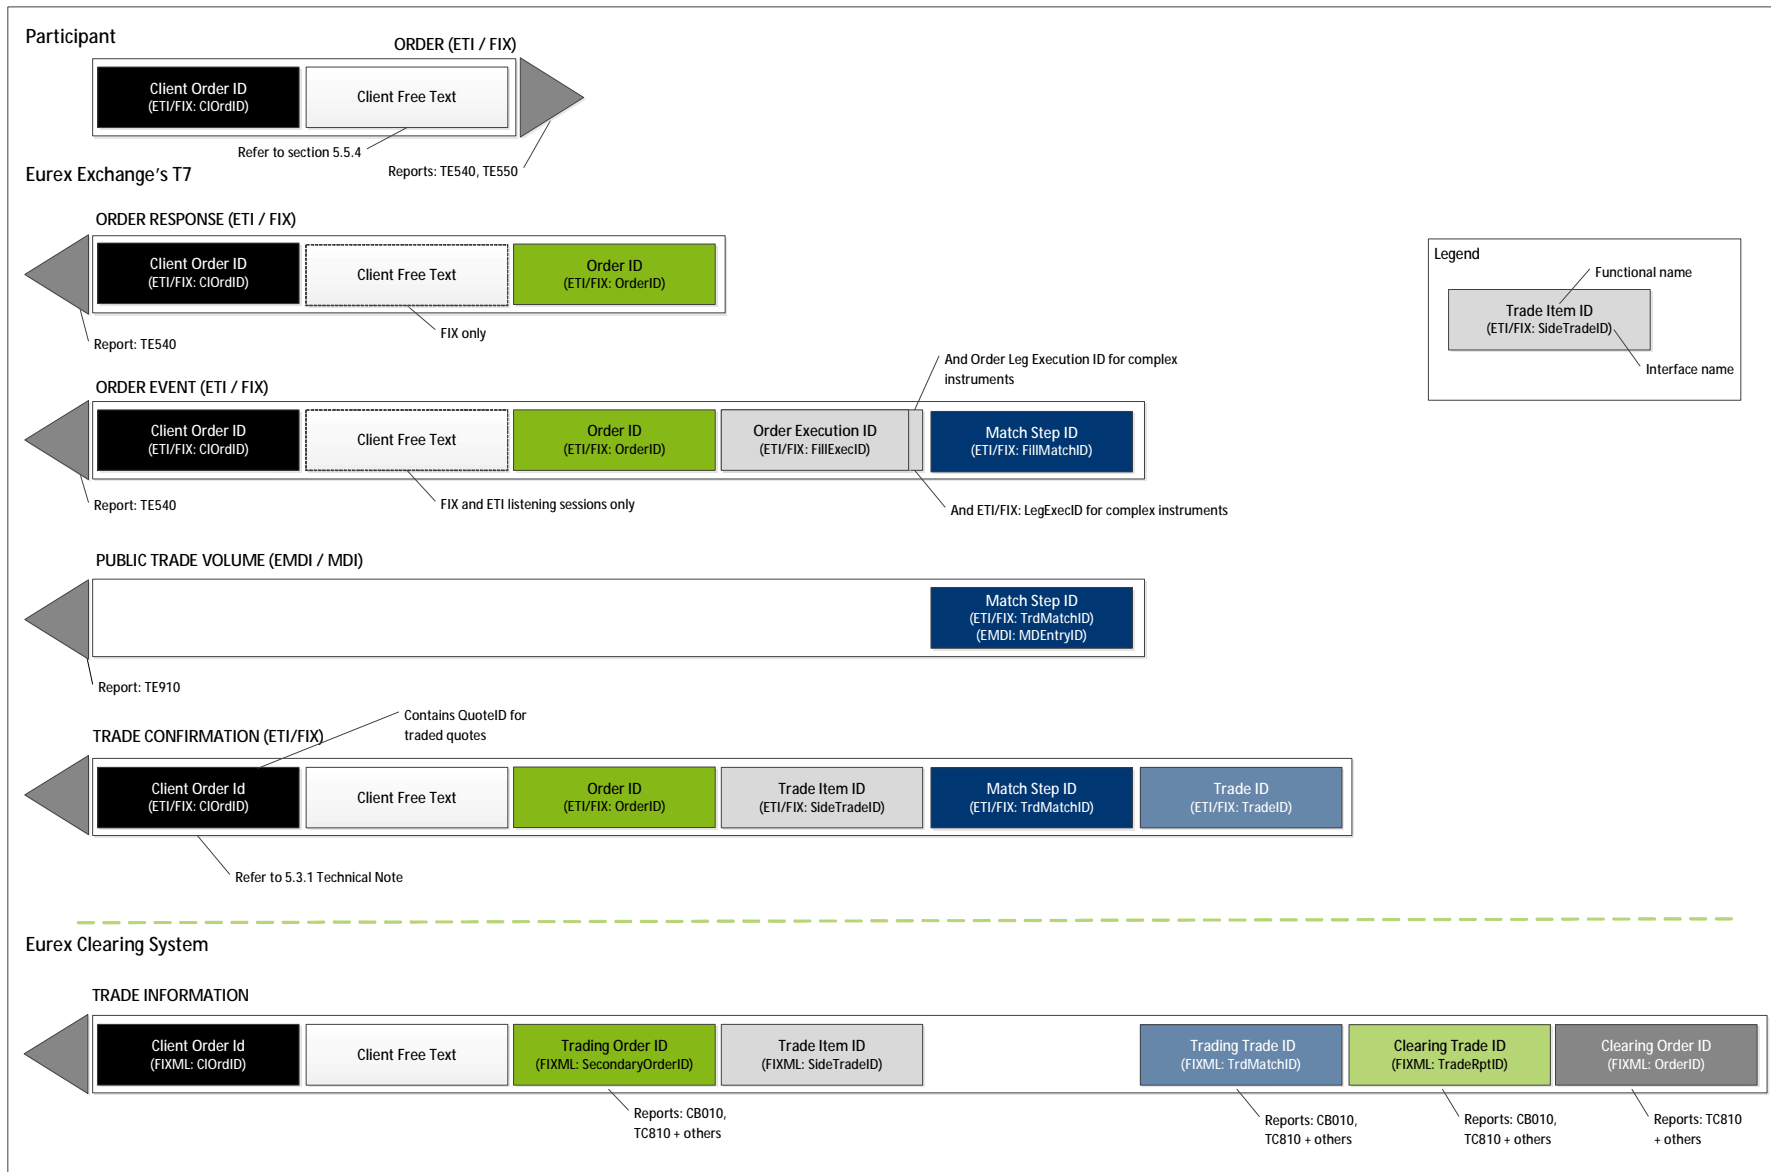 Participant
ORDER (ETI / FIX)
Client Order ID
(ETI/FIX: ClOrdID)
Client Free Text
Refer to section 5.5.4
Reports: TE540, TE550
Eurex Exchange's T7
ORDER RESPONSE (ETI / FIX)
Client Order ID
(ETI/FIX: ClOrdID)
Client Free Text
Order ID
(ETI/FIX: OrderID)
FIX only
Report: TE540
Legend
Functional name
Trade Item ID
(ETI/FIX: SideTradeID)
Interface name
And Order Leg Execution ID for complex
instruments
ORDER EVENT (ETI / FIX)
Client Order ID
(ETI/FIX: ClOrdID)
Client Free Text
Order ID
(ETI/FIX: OrderID)
Order Execution ID
(ETI/FIX: FillExecID)
Match Step ID
(ETI/FIX: FillMatchID)
Report: TE540
FIX and ETI listening sessions only
And ETI/FIX: LegExecID for complex instruments
PUBLIC TRADE VOLUME (EMDI / MDI)
Match Step ID
(ETI/FIX: TrdMatchID)
(EMDI: MDEntryID)
Report: TE910
Contains QuoteID for
traded quotes
TRADE CONFIRMATION (ETI/FIX)
Client Order Id
(ETI/FIX: ClOrdID)
Client Free Text
Order ID
(ETI/FIX: OrderID)
Trade Item ID
(ETI/FIX: SideTradeID)
Match Step ID
(ETI/FIX: TrdMatchID)
Trade ID
(ETI/FIX: TradeID)
Refer to 5.3.1 Technical Note
Eurex Clearing System
TRADE INFORMATION
Client Order Id
(FIXML: ClOrdID)
Client Free Text
Trading Order ID
(FIXML: SecondaryOrderID)
Trade Item ID
(FIXML: SideTradeID)
Trading Trade ID
(FIXML: TrdMatchID)
Clearing Trade ID
(FIXML: TradeRptID)
Clearing Order ID
(FIXML: OrderID)
Reports: CB010,
TC810 + others
Reports: CB010,
TC810 + others
Reports: CB010,
TC810 + others
Reports: TC810
+ others